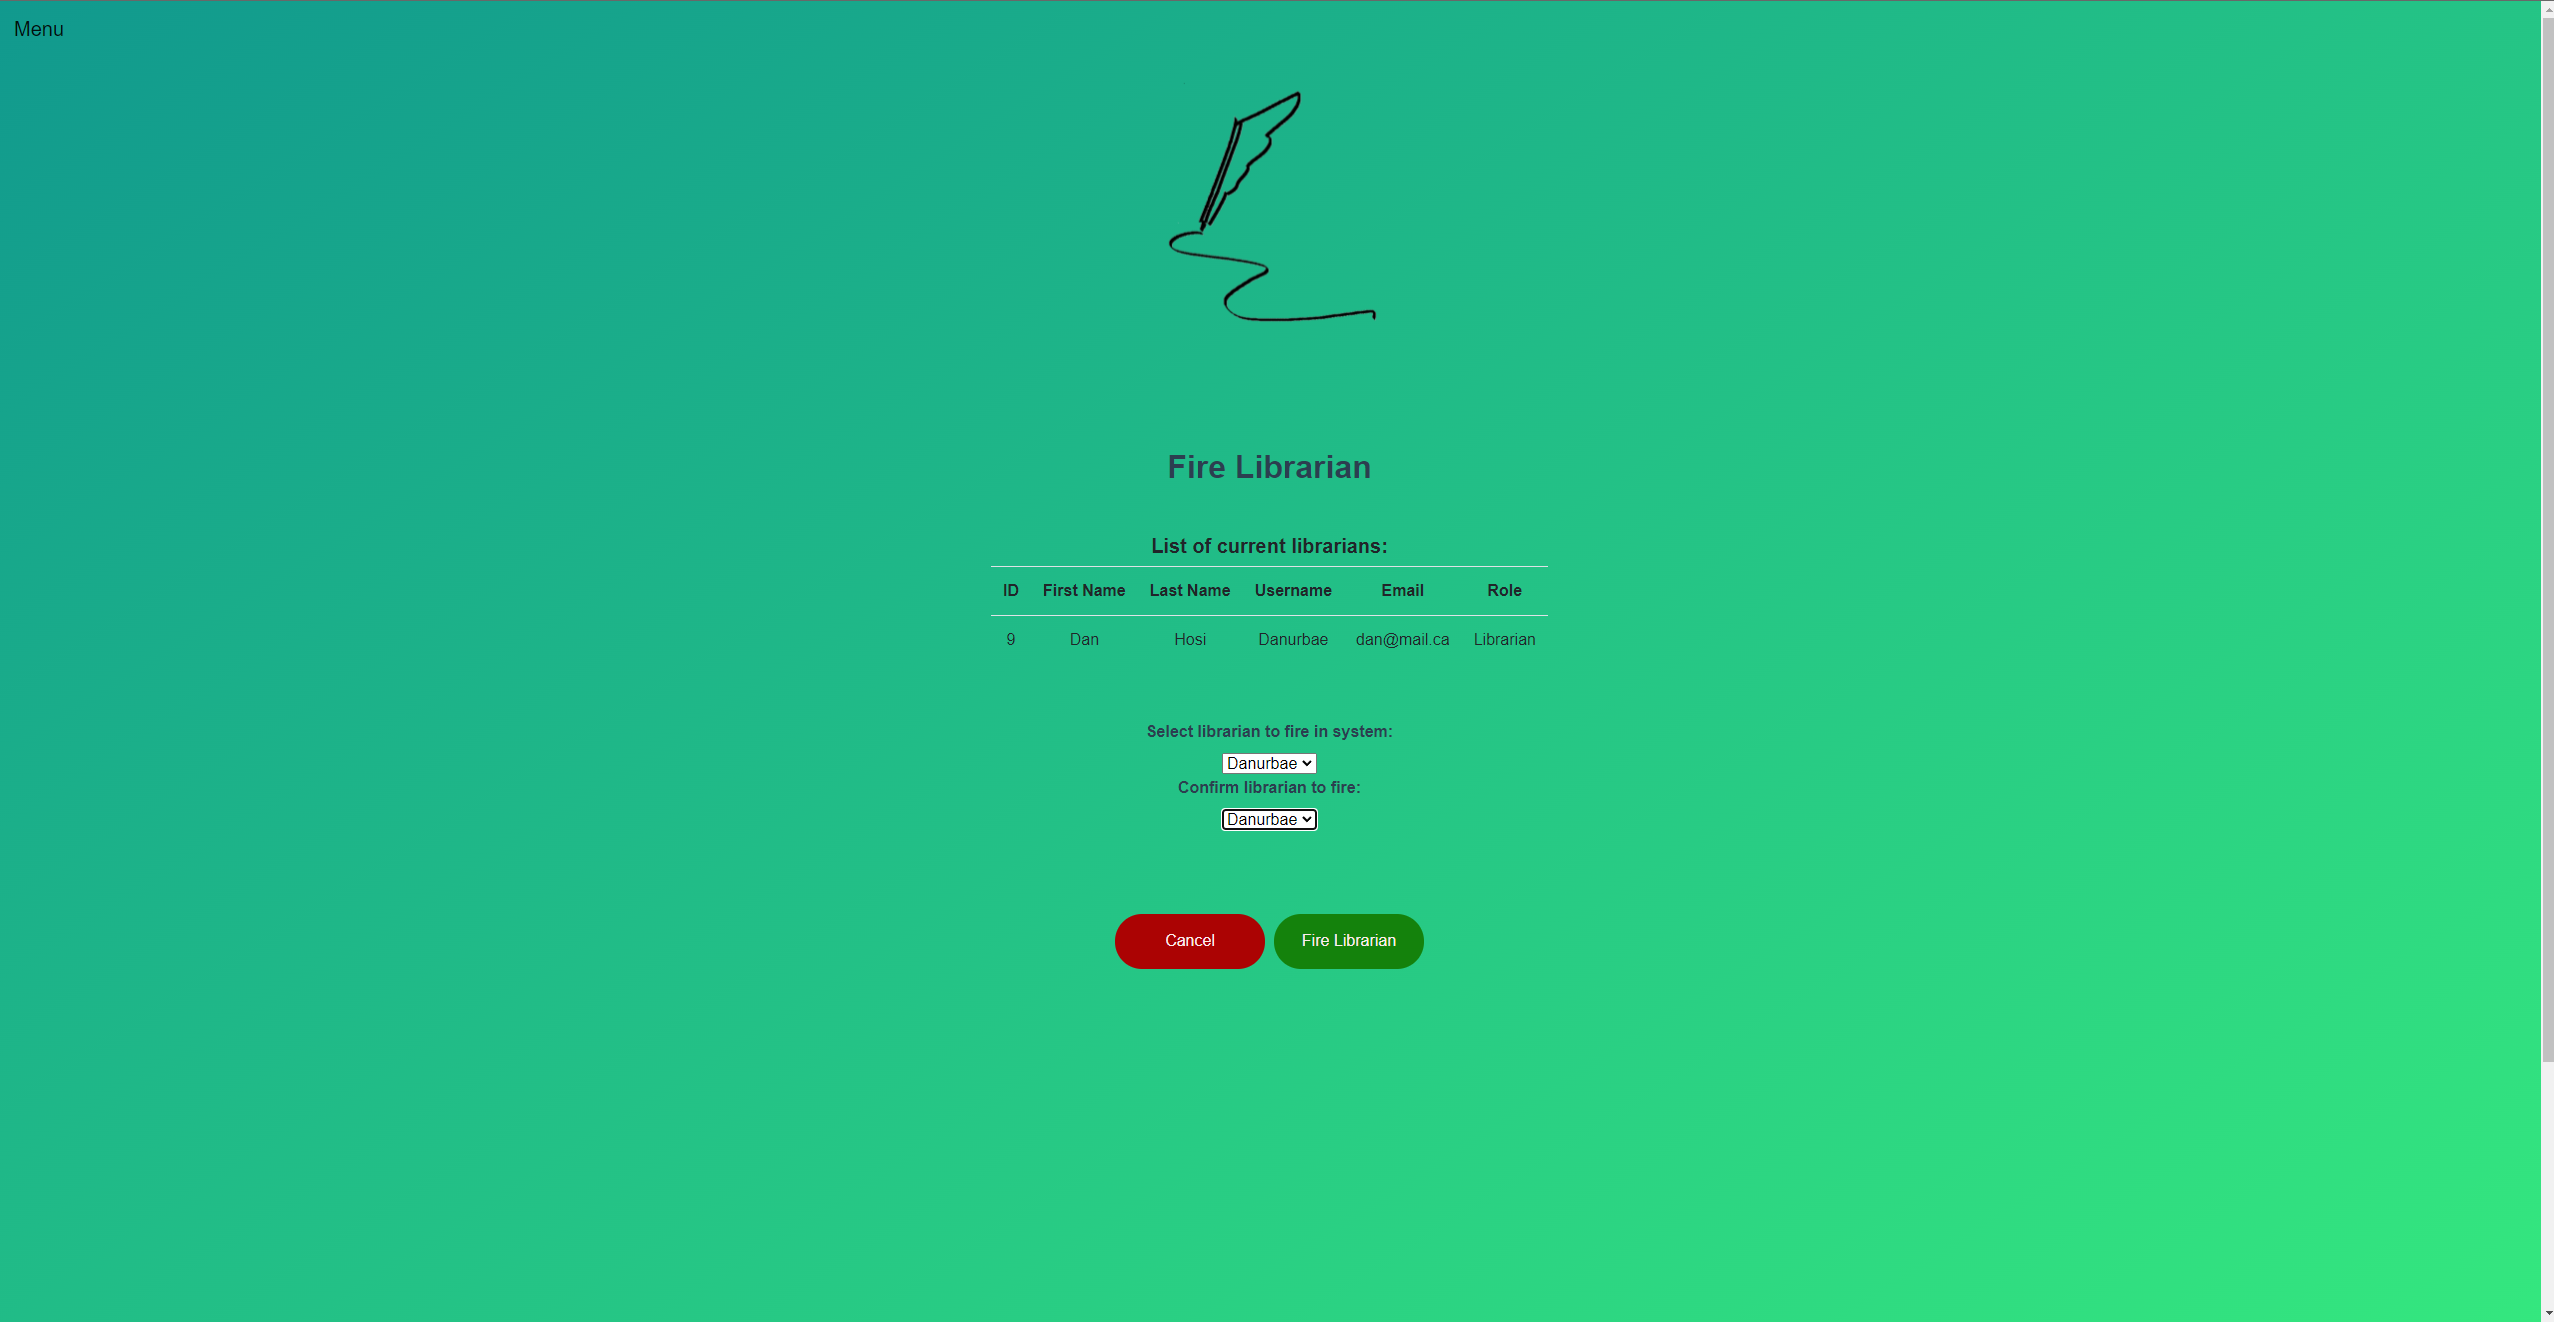 Menu
Fire Librarian
List of current librarians:
ID First Name Last Name Username Email Role
9 Dan Hosi Danurbae dan@mail.ca Librarian
Select librarian to fire in system:
Danurbae
Confirm librarian to fire:
Danurbae
Cancel Fire Librarian